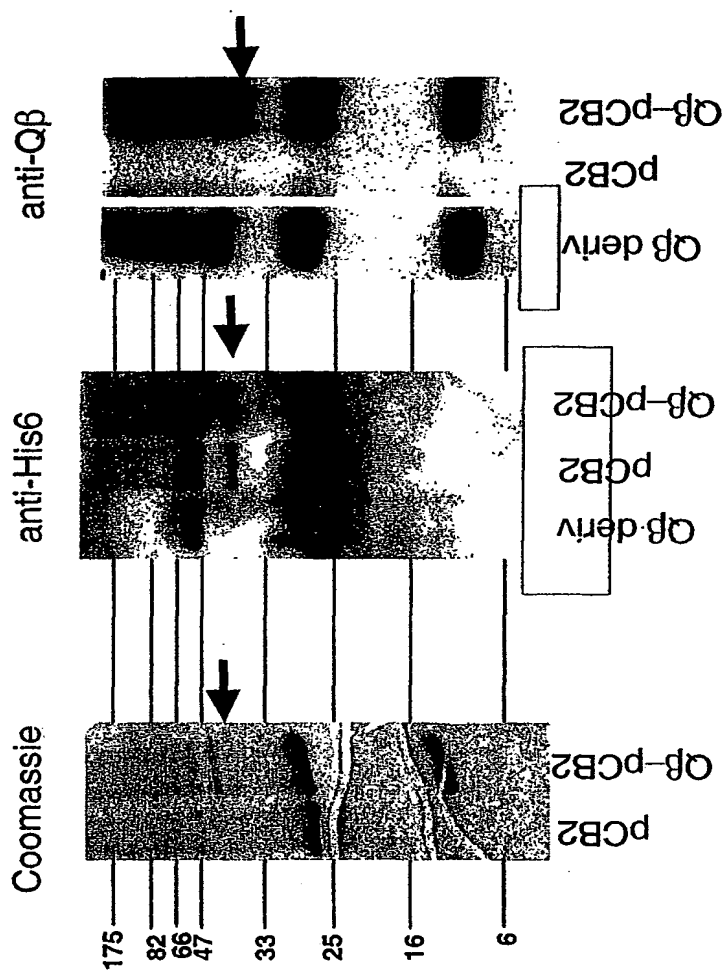 Coomassie
anti-His6
anti-Qβ
175
82
66
47
33
25
16
6
pCB2
Qβ–pCB2
Qβ deriv
pCB2
Qβ–pCB2
Qβ deriv
pCB2
Qβ–pCB2